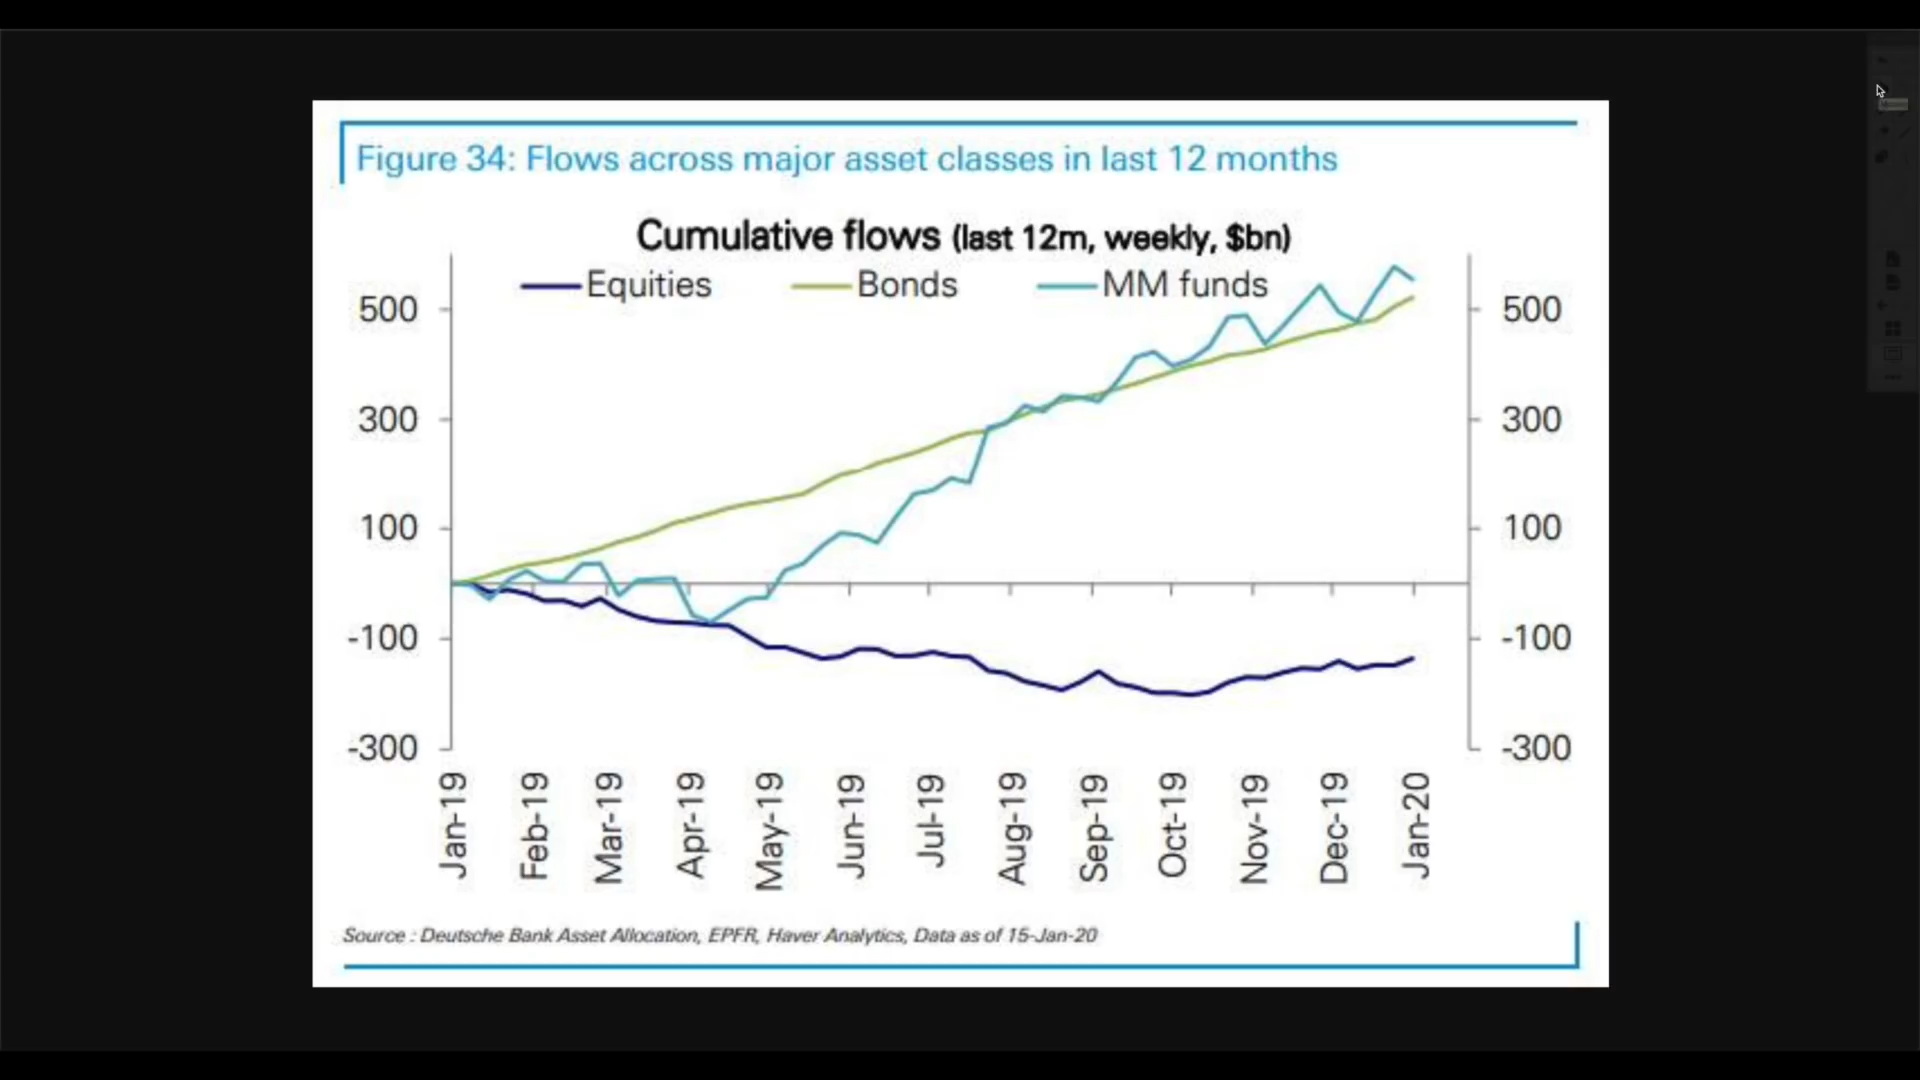 Figure 34: Flows across major asset classes in last 12 months
Cumulative flows (last 12m, weekly, $bn)
Equities Bonds MM funds
500 500
300 300
100 100
-100 -100
-300 -300
Jan-19 Feb-19 Mar-19 Apr-19 May-19 Jun-19 Jul-19 Aug-19 Sep-19 Oct-19 Nov-19 Dec-19 Jan-20
Source : Deutsche Bank Asset Allocation, EPFR, Haver Analytics, Data as of 15-Jan-20